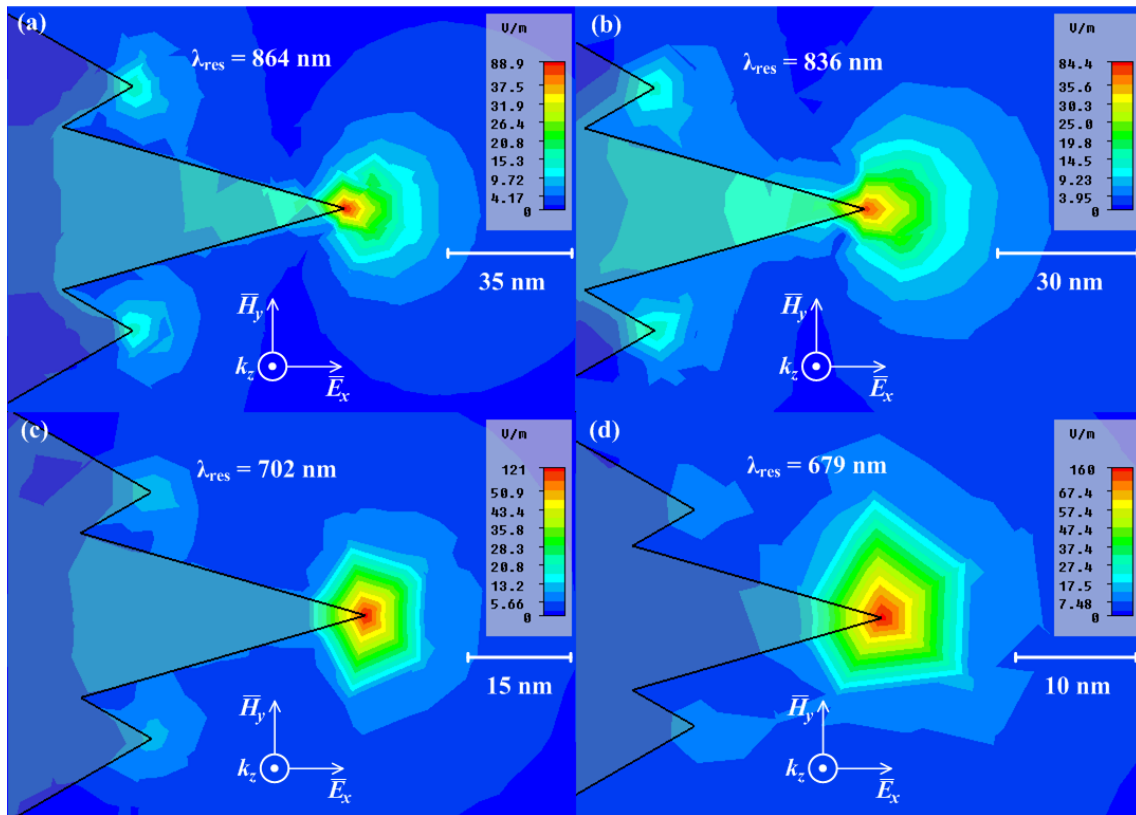 (a)
λres = 864 nm
V/m
88.9
37.5
31.9
26.4
20.8
15.3
9.72
4.17
0
35 nm
H̅y
kz
E̅x
(b)
λres = 836 nm
V/m
84.4
35.6
30.3
25.0
19.8
14.5
9.23
3.95
0
30 nm
H̅y
kz
E̅x
(c)
λres = 702 nm
V/m
121
50.9
43.4
35.8
28.3
20.8
13.2
5.66
0
15 nm
H̅y
kz
E̅x
(d)
λres = 679 nm
V/m
160
67.4
57.4
47.4
37.4
27.4
17.5
7.48
0
10 nm
H̅y
kz
E̅x